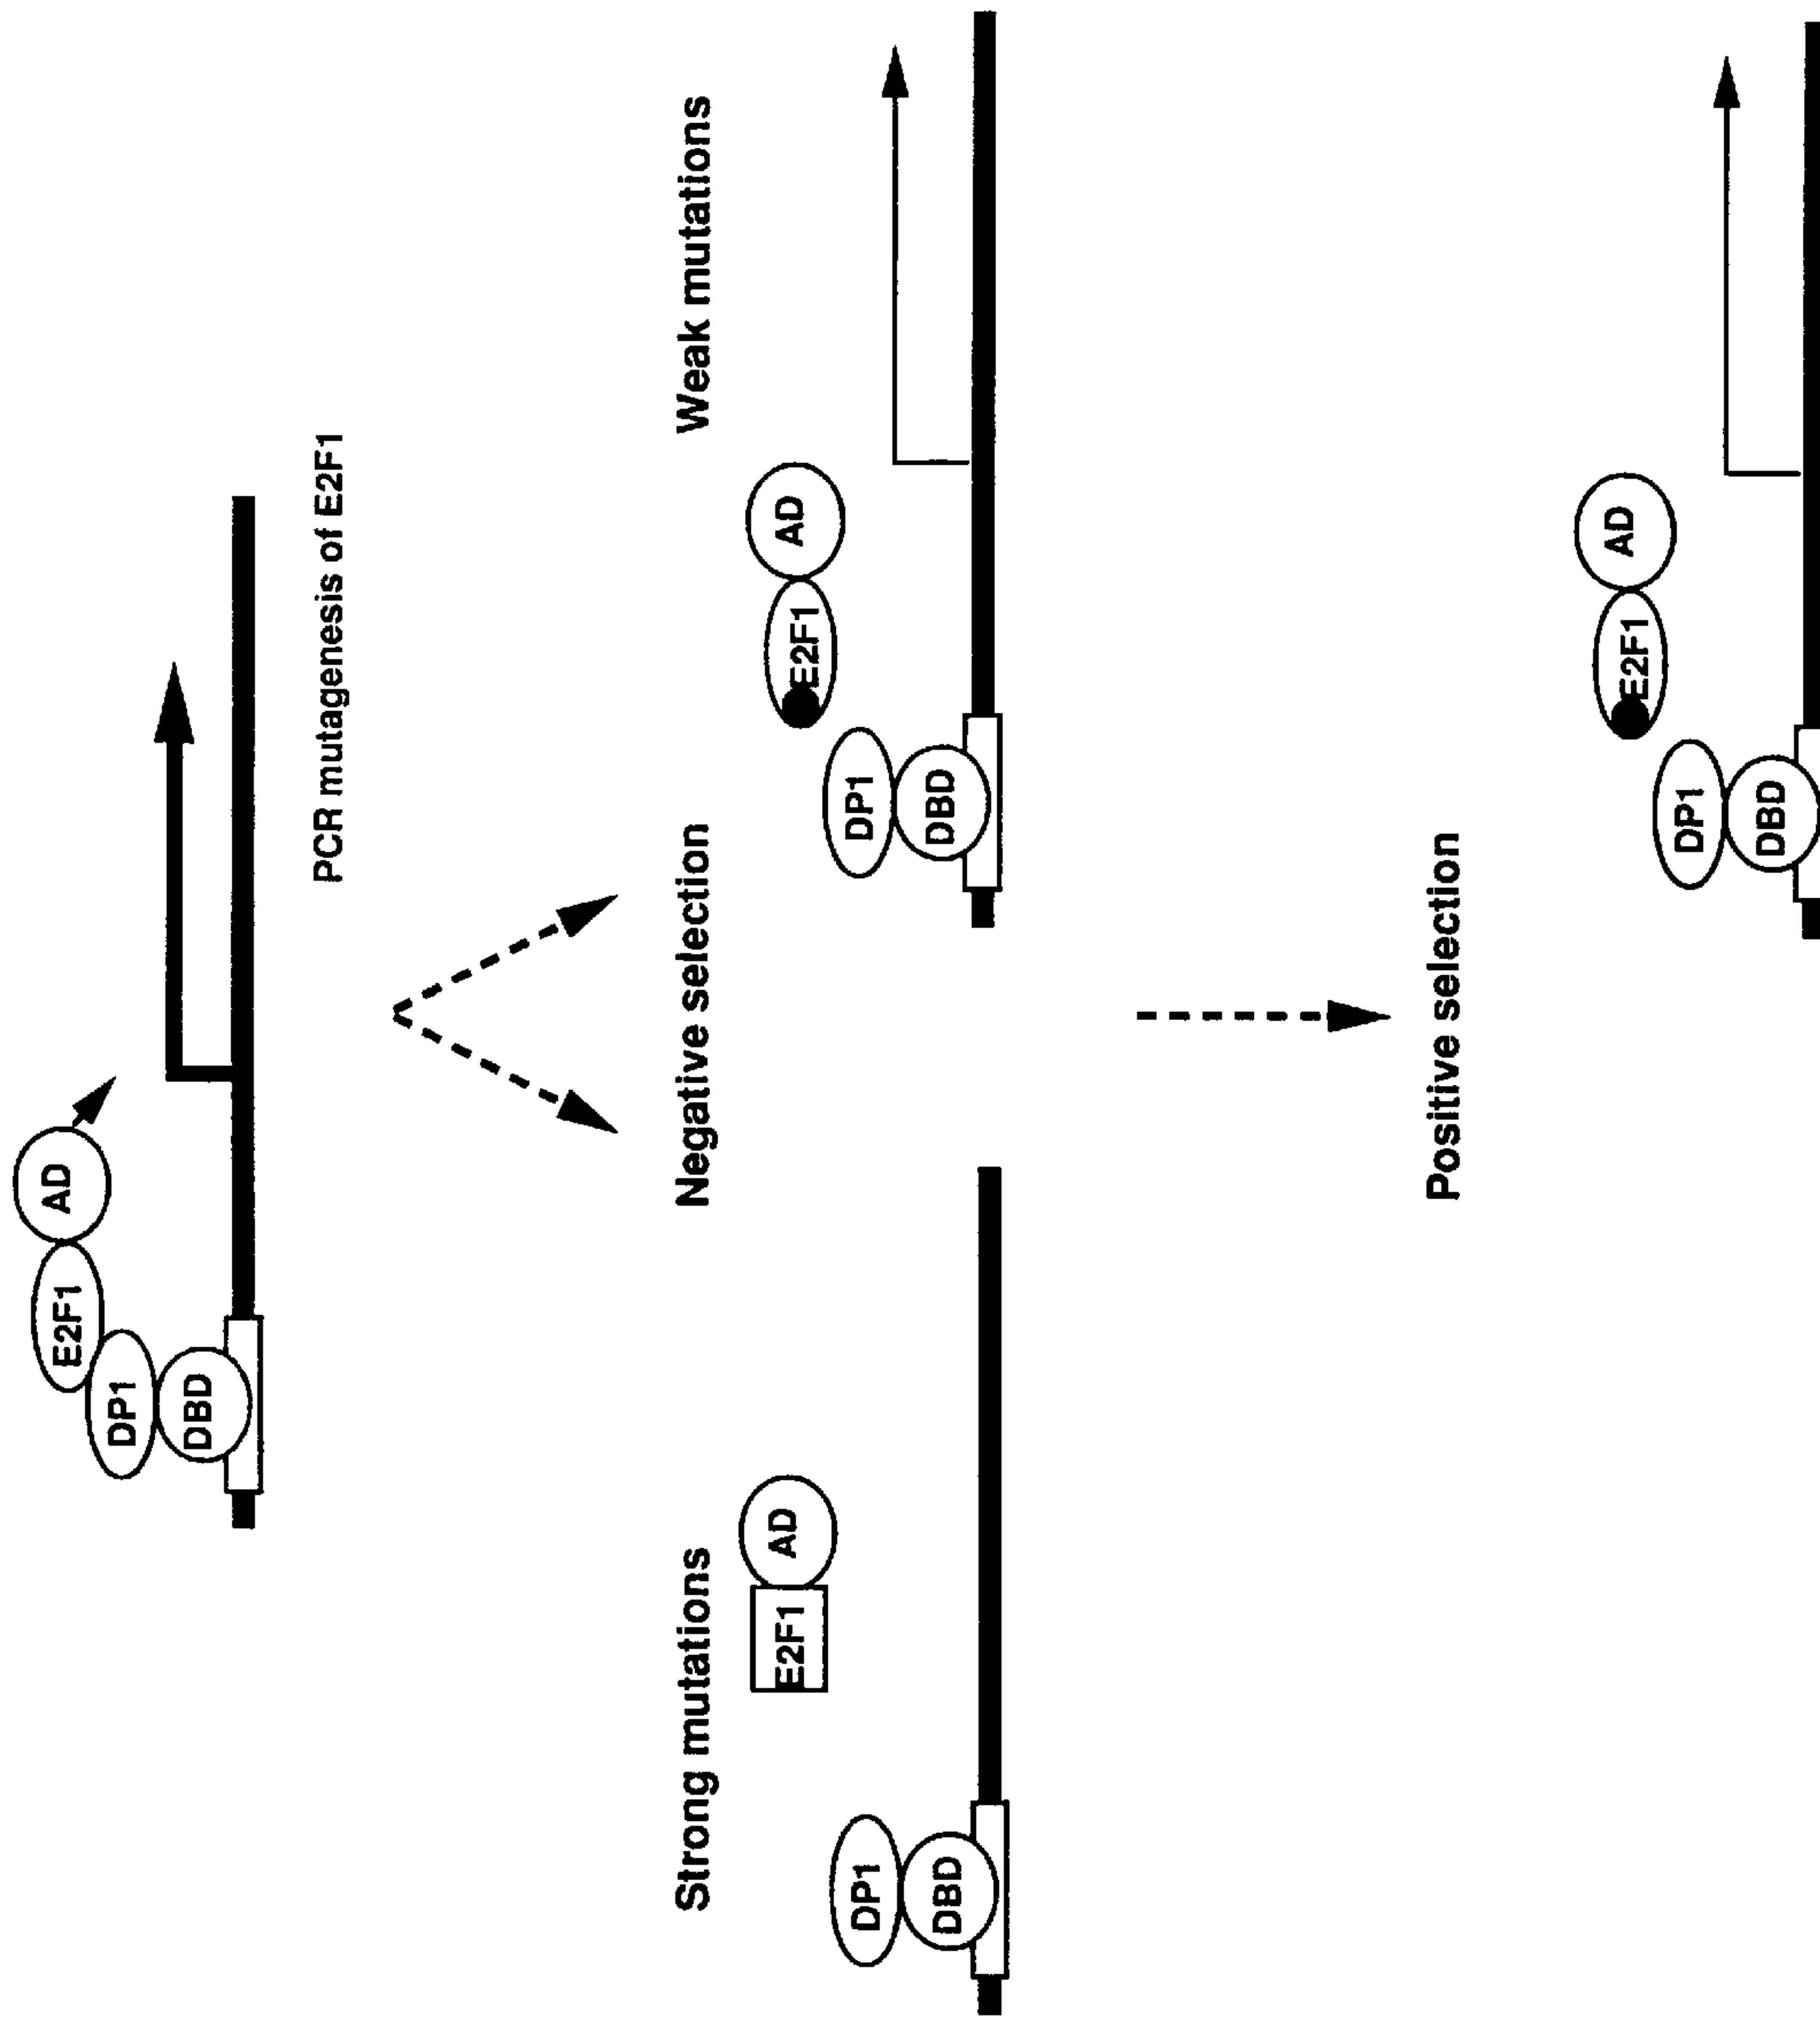 E2F1
AD
DP1
DBD
PCR mutagenesis of E2F1
Strong mutations
Negative selection
Weak mutations
E2F1
AD
DP1
DBD
E2F1
AD
DP1
DBD
Positive selection
E2F1
AD
DP1
DBD